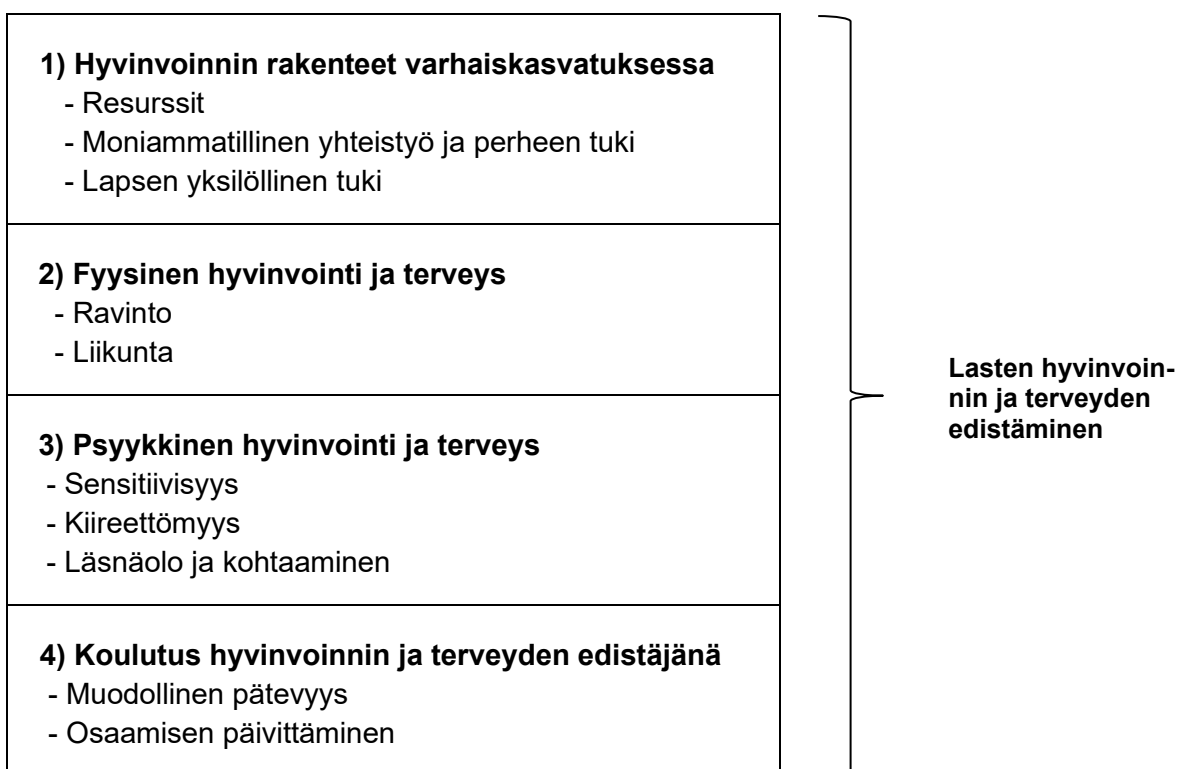 1) Hyvinvoinnin rakenteet varhaiskasvatuksessa
- Resurssit
- Moniammatillinen yhteistyö ja perheen tuki
- Lapsen yksilöllinen tuki
2) Fyysinen hyvinvointi ja terveys
- Ravinto
- Liikunta
3) Psyykkinen hyvinvointi ja terveys
- Sensitiivisyys
- Kiireettömyys
- Läsnäolo ja kohtaaminen
4) Koulutus hyvinvoinnin ja terveyden edistäjänä
- Muodollinen pätevyys
- Osaamisen päivittäminen
Lasten hyvinvoin-
nin ja terveyden
edistäminen